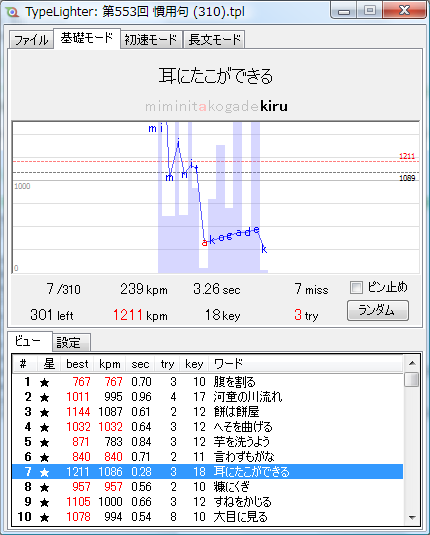 TypeLighter: 第553回 慣用句 (310).tpl
ファイル 基礎モード 初速モード 長文モード
耳にたこができる
miminitakogadekiru
m i m i n i t a k o g a d e k
1211
1089
1000
0
7 /310 239 kpm 3.26 sec 7 miss ピン止め
301 left 1211 kpm 18 key 3 try ランダム
ビュー 設定
# 星 best kpm sec try key ワード
1 ★ 767 767 0.70 3 10 腹を割る
2 ★ 1011 995 0.96 4 17 河童の川流れ
3 ★ 1144 1087 0.61 2 12 餅は餅屋
4 ★ 1032 1032 0.64 3 12 へそを曲げる
5 ★ 871 783 0.84 3 12 芋を洗うよう
6 ★ 840 840 0.71 2 11 言わずもがな
7 ★ 1211 1086 0.28 3 18 耳にたこができる
8 ★ 957 957 0.56 2 10 糠にくぎ
9 ★ 1105 1000 0.66 3 12 すねをかじる
10 ★ 1078 994 0.54 8 10 大目に見る